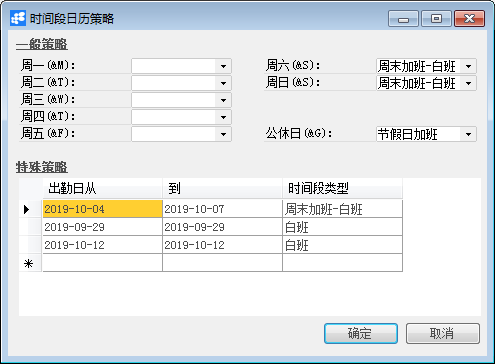 时间段日历策略
一般策略
周一(&M): 周六(&S): 周末加班-白班
周二(&T): 周日(&S): 周末加班-白班
周三(&W):
周四(&T):
周五(&F): 公休日(&G): 节假日加班
特殊策略
出勤日从 到 时间段类型
2019-10-04 2019-10-07 周末加班-白班
2019-09-29 2019-09-29 白班
2019-10-12 2019-10-12 白班
确定 取消